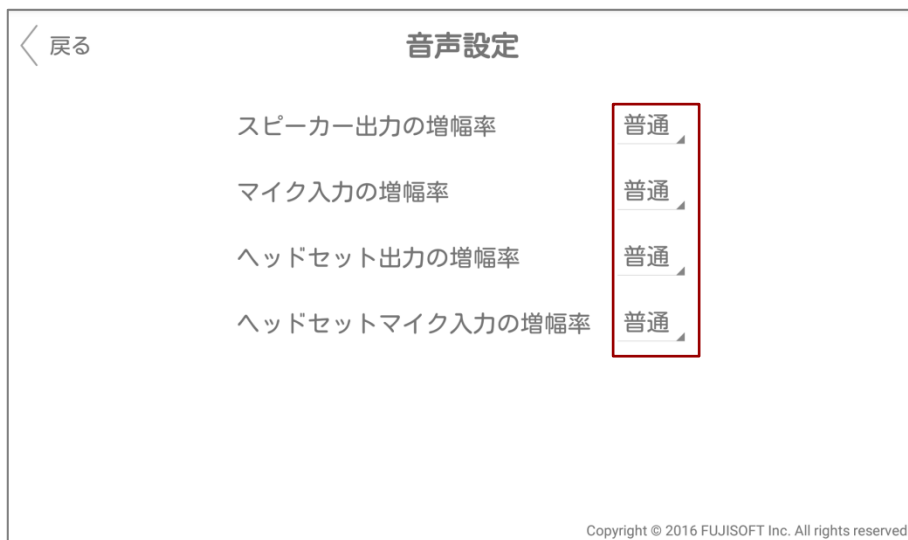 戻る
音声設定
スピーカー出力の増幅率 普通
マイク入力の増幅率 普通
ヘッドセット出力の増幅率 普通
ヘッドセットマイク入力の増幅率 普通
Copyright © 2016 FUJISOFT Inc. All rights reserved